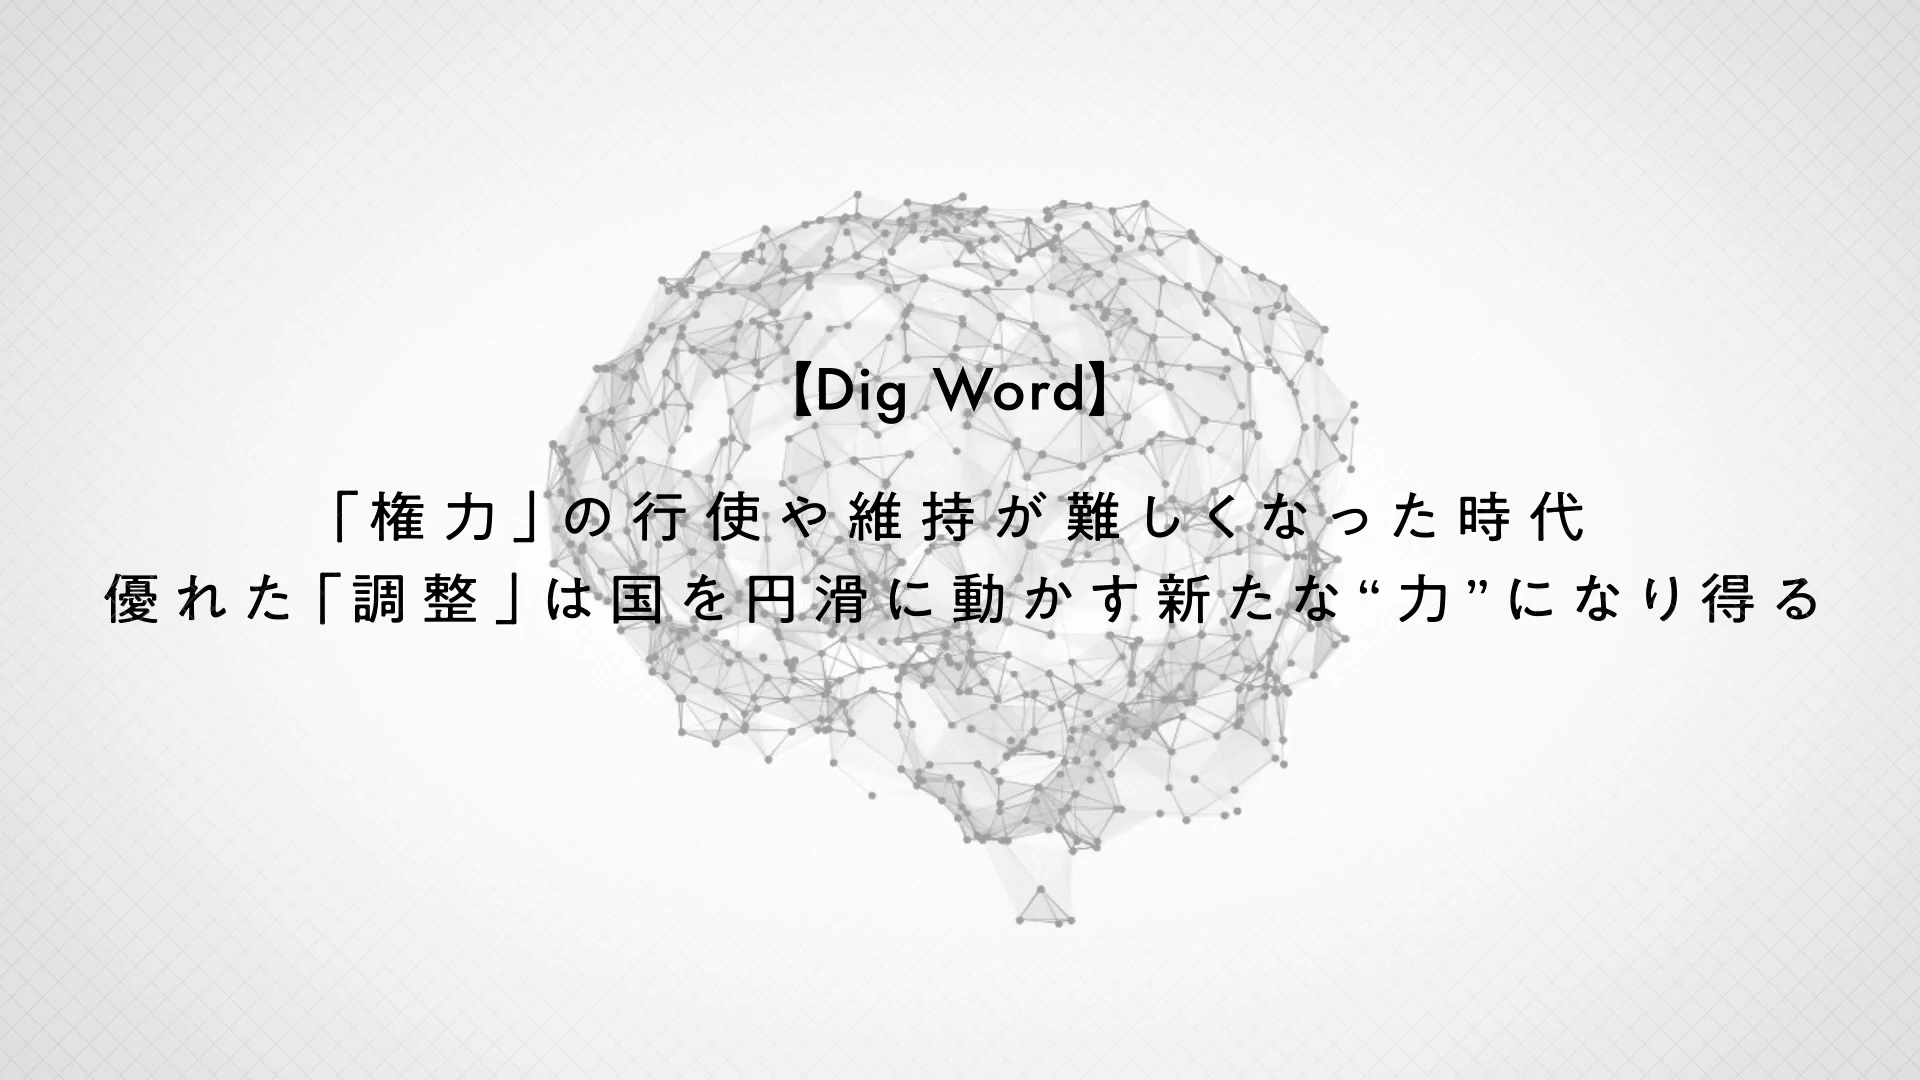 【Dig Word】
「権力」の行使や維持が難しくなった時代
優れた「調整」は国を円滑に動かす新たな“力”になり得る